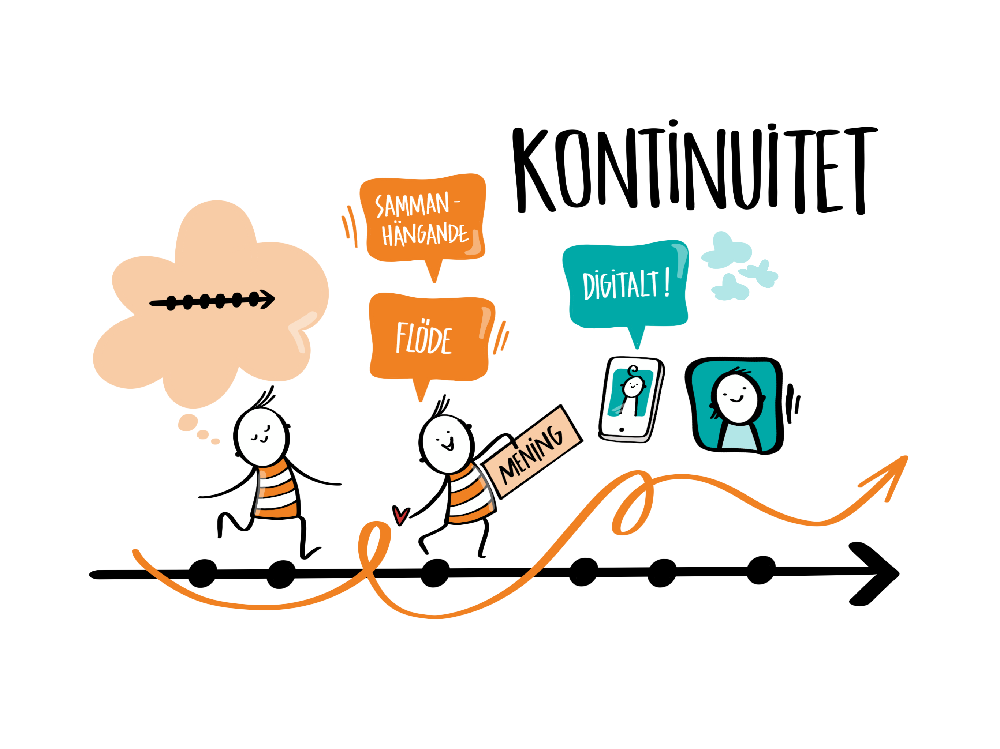 KONTINUITET
SAMMAN-
HÄNGANDE
FLÖDE
DIGITALT!
MENING